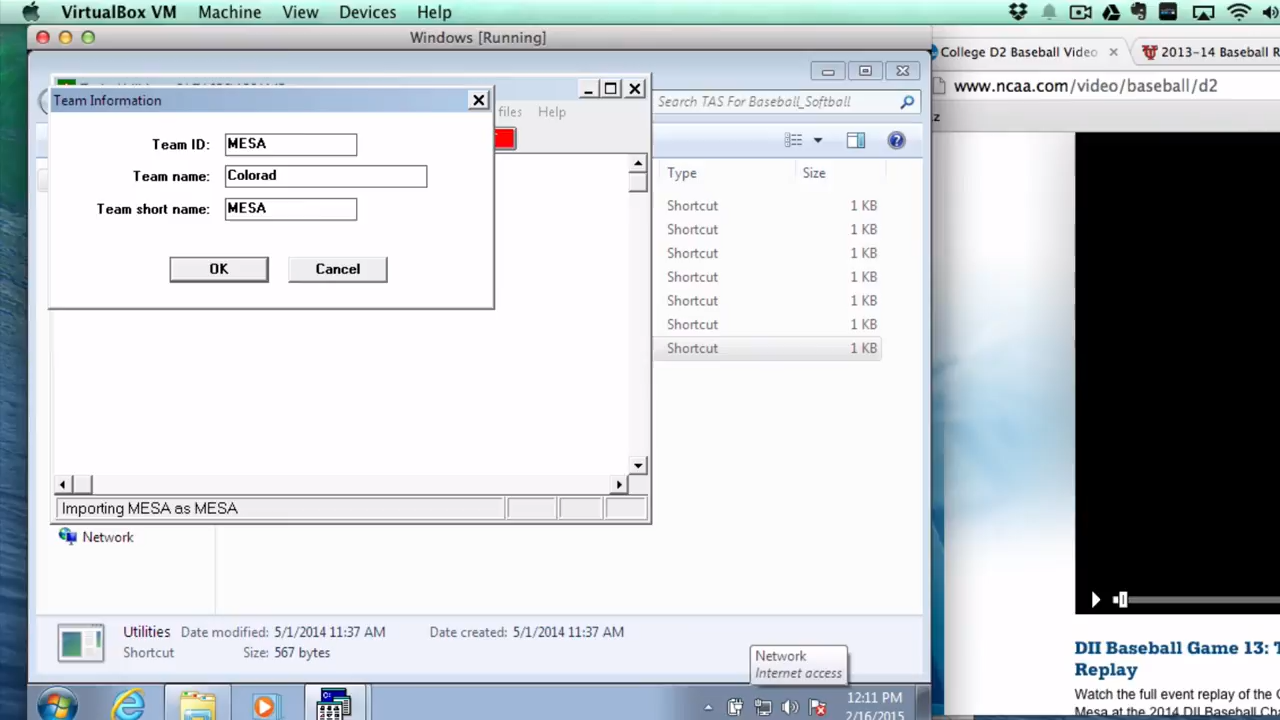 VirtualBox VM Machine View Devices Help
Windows [Running]
College D2 Baseball Video
2013-14 Baseball R
www.ncaa.com/video/baseball/d2
Search TAS For Baseball_Softball
Team Information
files Help
Team ID: MESA
Team name: Colorad
Team short name: MESA
OK Cancel
Type Size
Shortcut 1 KB
Shortcut 1 KB
Shortcut 1 KB
Shortcut 1 KB
Shortcut 1 KB
Shortcut 1 KB
Shortcut 1 KB
Importing MESA as MESA
Network
Utilities Date modified: 5/1/2014 11:37 AM Date created: 5/1/2014 11:37 AM
Shortcut Size: 567 bytes
Network
Internet access
12:11 PM
2/16/2015
DII Baseball Game 13: T
Replay
Watch the full event replay of the C
Mesa at the 2014 DII Baseball Cha